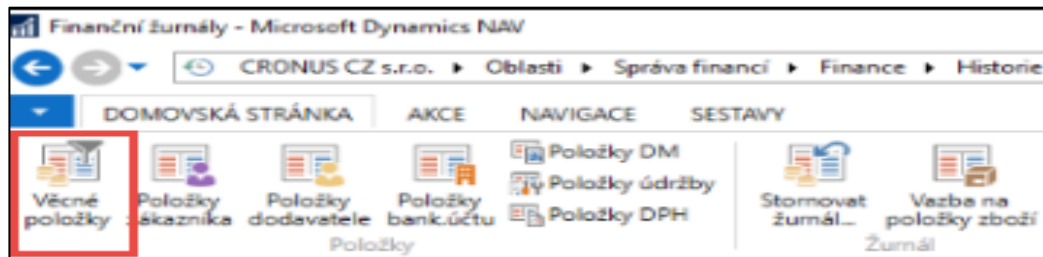 Finanční žurnály - Microsoft Dynamics NAV
CRONUS CZ s.r.o. ▸ Oblasti ▸ Správa financí ▸ Finance ▸ Historie
DOMOVSKÁ STRÁNKA AKCE NAVIGACE SESTAVY
Věcné položky
Položky zákazníka
Položky dodavatele
Položky bank.účtu
Položky DM
Položky údržby
Položky DPH
Stornovat žurnál...
Vazba na položky zboží
Položky
Žurnál